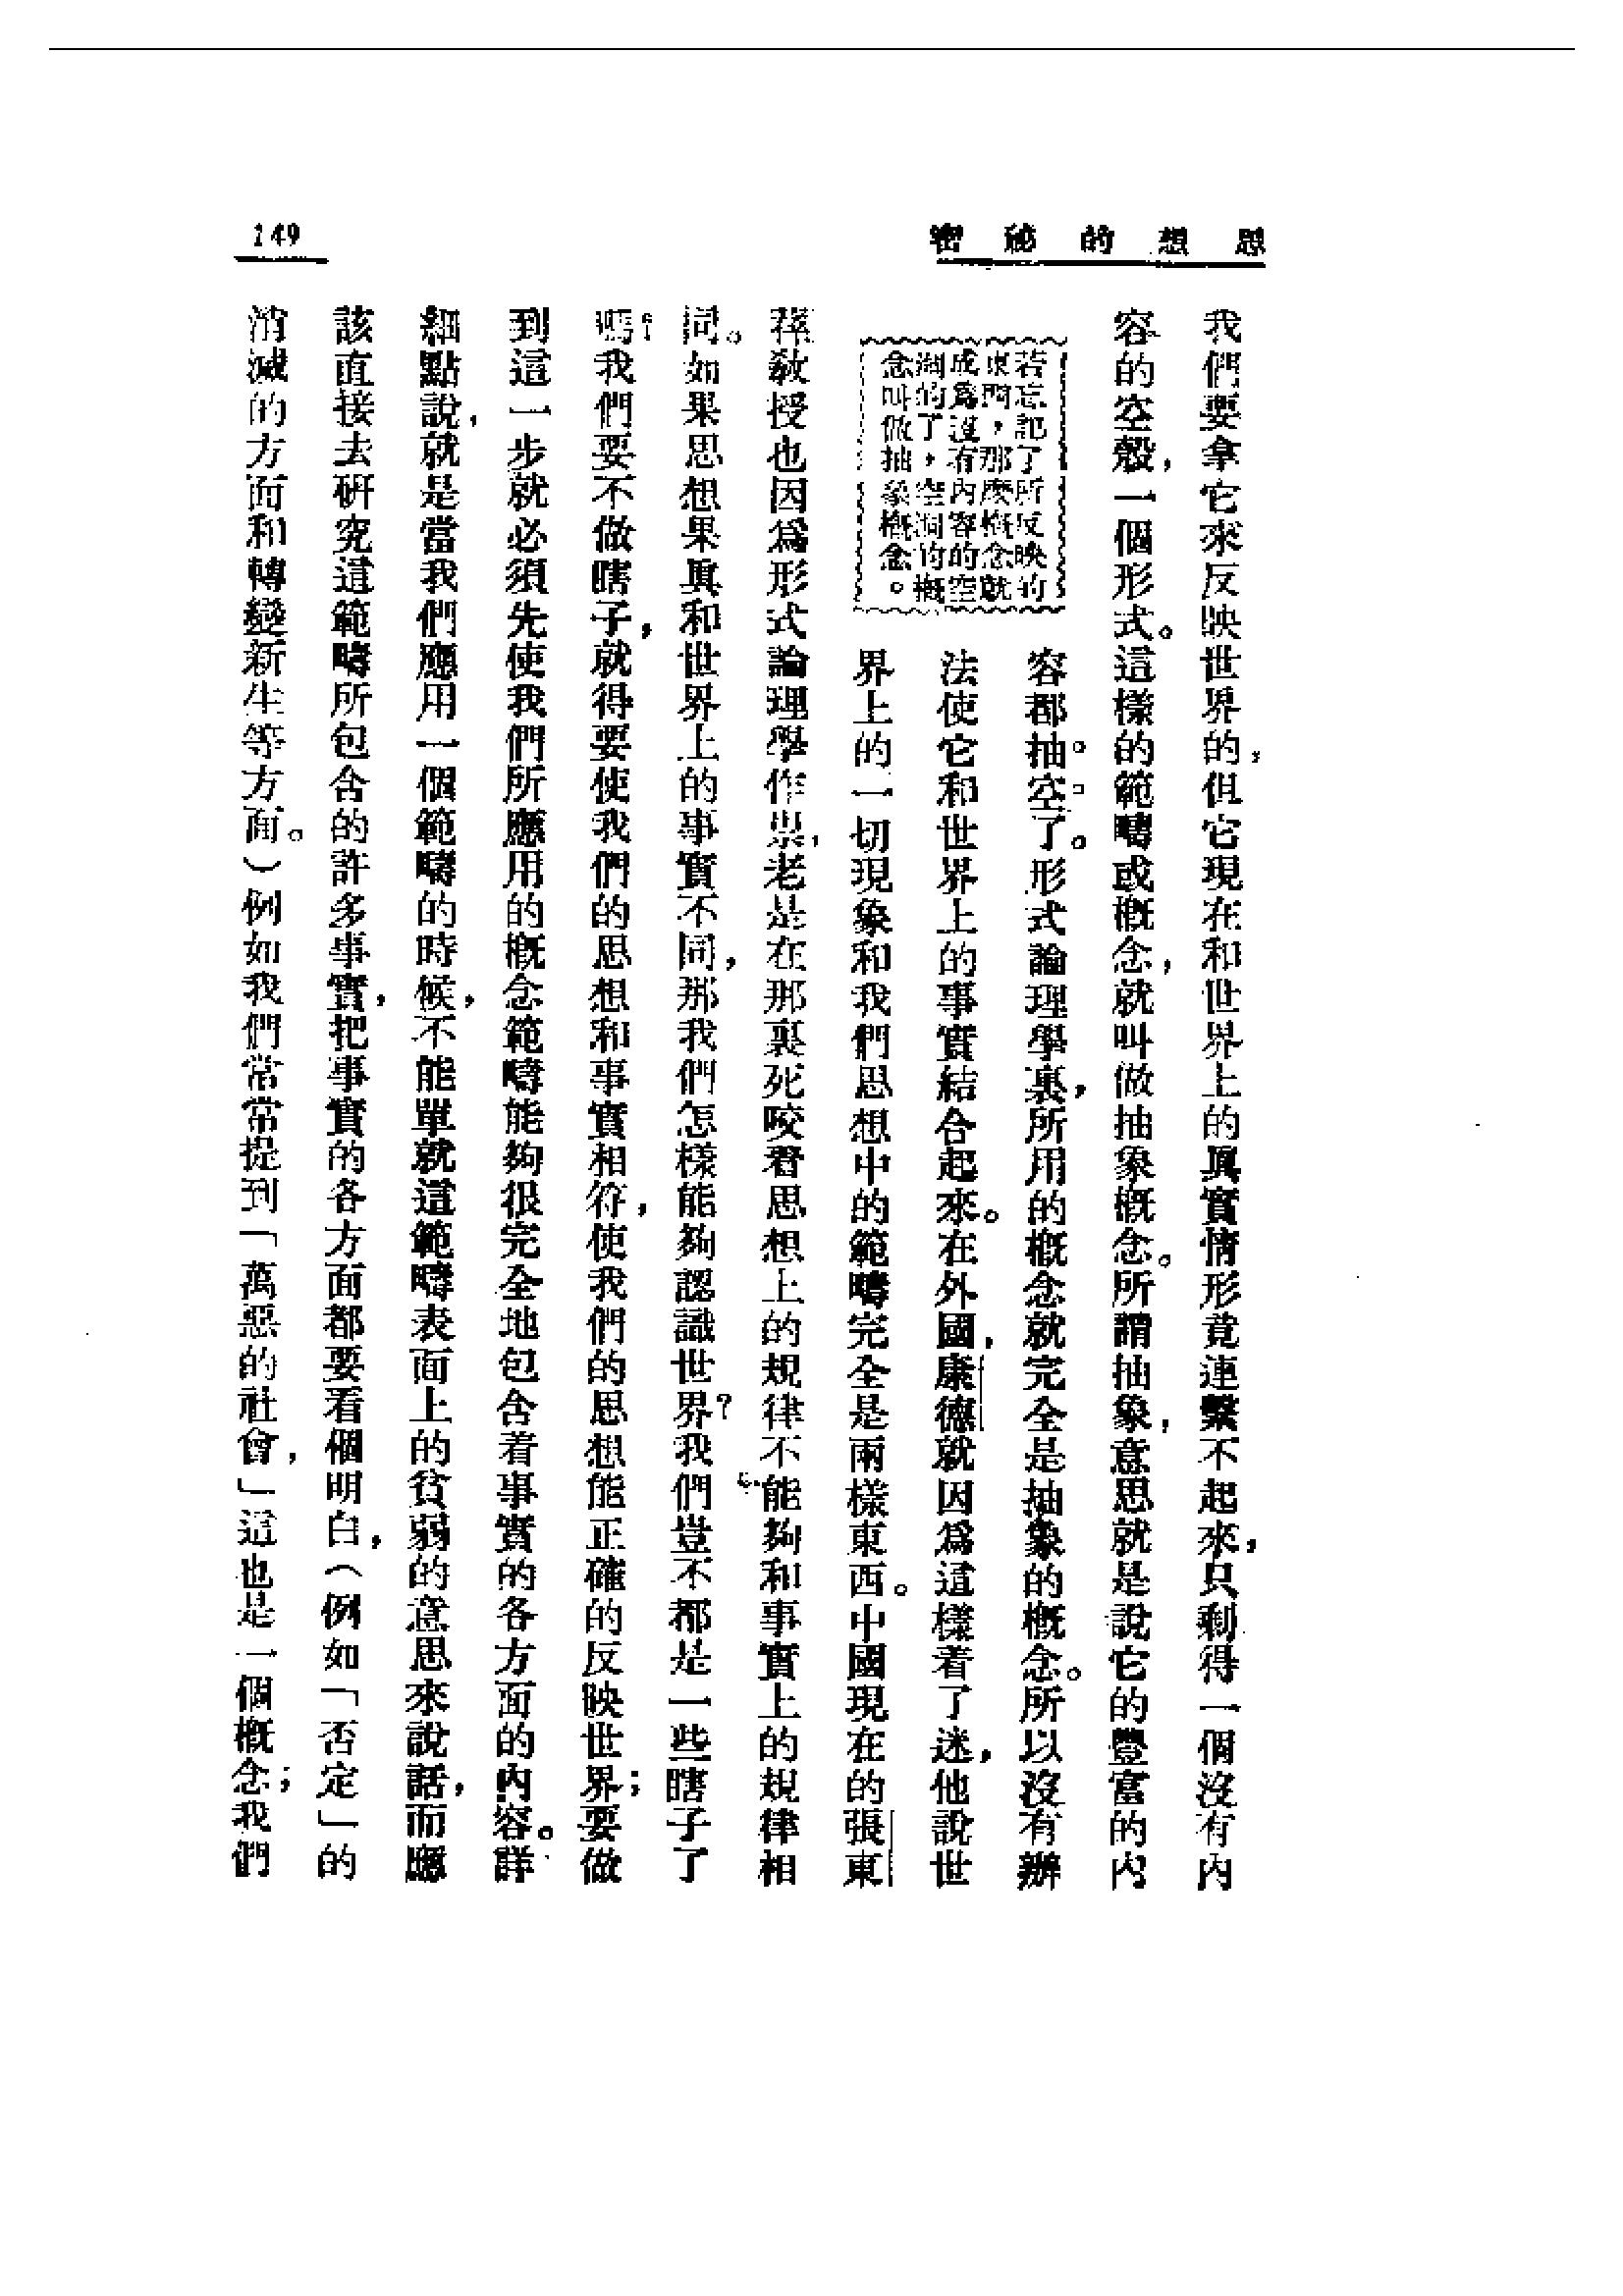 思想的秘密
149
我們要拿它來反映世界的，但它現在和世界上的真實情形竟連繫不起來，只剩得一個沒有內
容的空殼，一個形式。這樣的範疇或概念，就叫做抽象概念。所謂抽象，意思就是說它的豐富的內
容都抽空了。形式論理學裏，所用的概念就完全是抽象的概念。所以沒有辦
法使它和世界上的事實結合起來。在外國，康德就因爲這樣着了迷，他說世
界上的一切現象和我們思想中的範疇完全是兩樣東西。中國現在的張東
若忘記了所反映的
東西，那麼概念就
成爲沒有內容的空
洞的了，空洞的概
念叫做抽象概念。
蓀敎授也因爲形式論理學作祟，老是在那裏死咬着思想上的規律不能夠和事實上的規律相
同。如果思想果眞和世界上的事實不同，那我們怎樣能夠認識世界？我們豈不都是一些瞎子了
嗎？我們要不做瞎子，就得要使我們的思想和事實相符，使我們的思想能正確的反映世界；要做
到這一步就必須先使我們所應用的概念範疇能夠很完全地包含着事實的各方面的內容。詳
細點說，就是當我們應用一個範疇的時候，不能單就這範疇表面上的貧弱的意思來說話，而應
該直接去研究這範疇所包含的許多事實，把事實的各方面都要看個明白，（例如「否定」的
消滅的方面和轉變新生等方面。）例如我們常常提到「萬惡的社會，」這也是一個概念；我們